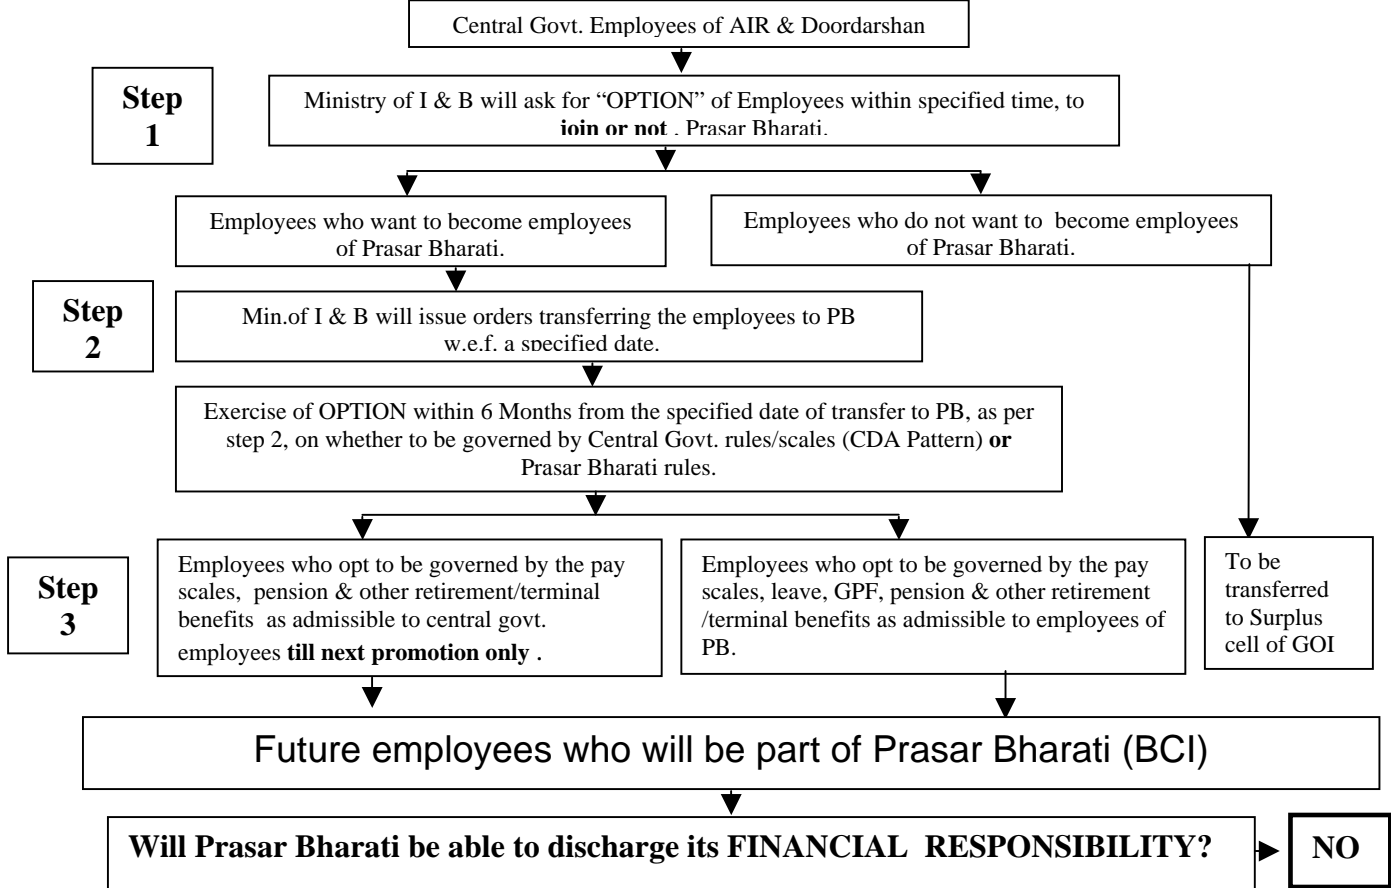 Central Govt. Employees of AIR & Doordarshan
Step
1
Ministry of I & B will ask for “OPTION” of Employees within specified time, to
join or not , Prasar Bharati.
Employees who want to become employees
of Prasar Bharati.
Employees who do not want to become employees
of Prasar Bharati.
Step
2
Min.of I & B will issue orders transferring the employees to PB
w.e.f. a specified date.
Exercise of OPTION within 6 Months from the specified date of transfer to PB, as per
step 2, on whether to be governed by Central Govt. rules/scales (CDA Pattern) or
Prasar Bharati rules.
Step
3
Employees who opt to be governed by the pay
scales, pension & other retirement/terminal
benefits as admissible to central govt.
employees till next promotion only .
Employees who opt to be governed by the pay
scales, leave, GPF, pension & other retirement
/terminal benefits as admissible to employees of
PB.
To be
transferred
to Surplus
cell of GOI
Future employees who will be part of Prasar Bharati (BCI)
Will Prasar Bharati be able to discharge its FINANCIAL RESPONSIBILITY?
NO